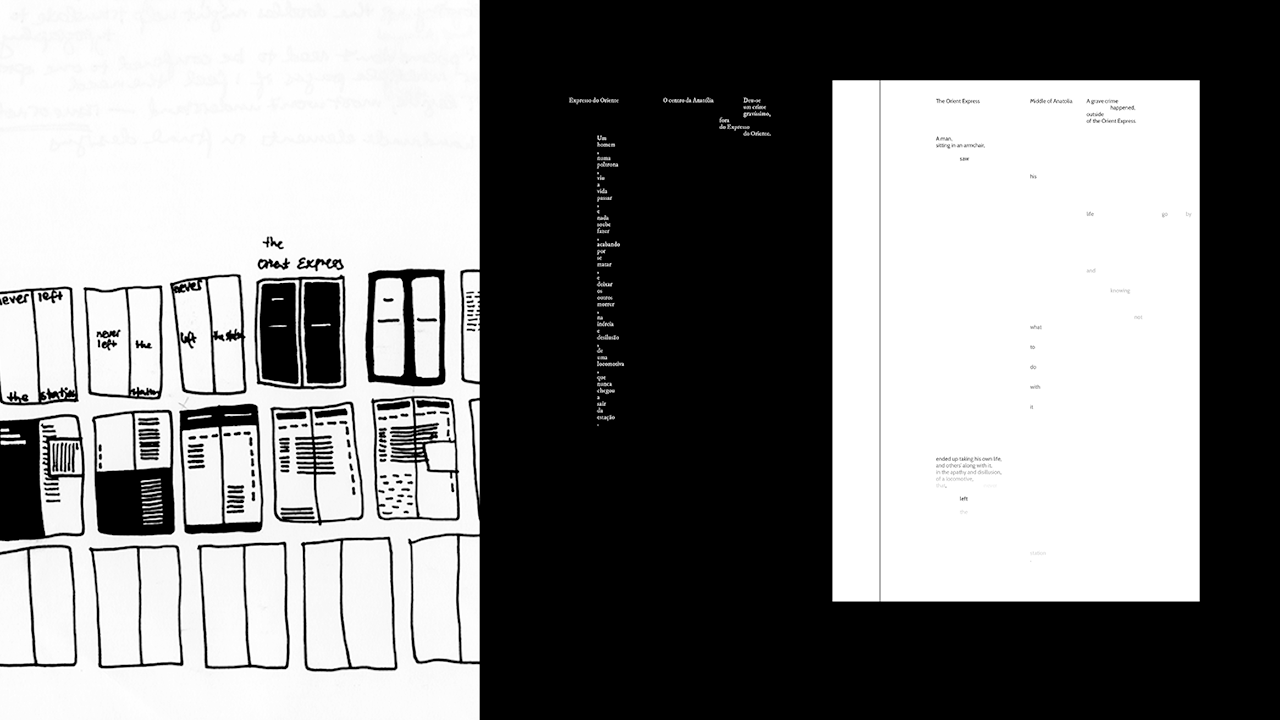 the
Orient Express
never left
never
left
never
left
the
the
left
the station
the station
station
Expresso do Oriente
O centro da Anatólia
Deu-se
um crime
gravíssimo,
fora
do Expresso
do Oriente.
Um
homem
,
numa
poltrona
,
viu
a
vida
passar
,
e
nada
soube
fazer
,
acabando
por
se
matar
,
e
deixar
os
outros
morrer
,
na
inércia
e
desilusão
,
de
uma
locomotiva
,
que
nunca
chegou
a
sair
da
estação
.
The Orient Express
Middle of Anatolia
A grave crime
happened,
outside
of the Orient Express
A man,
sitting in an armchair,
saw
his
life go by
and
knowing
not
what
to
do
with
it
ended up taking his own life,
and others' along with it,
in the apathy and disillusion,
of a locomotive,
that, never
left
the
station
.